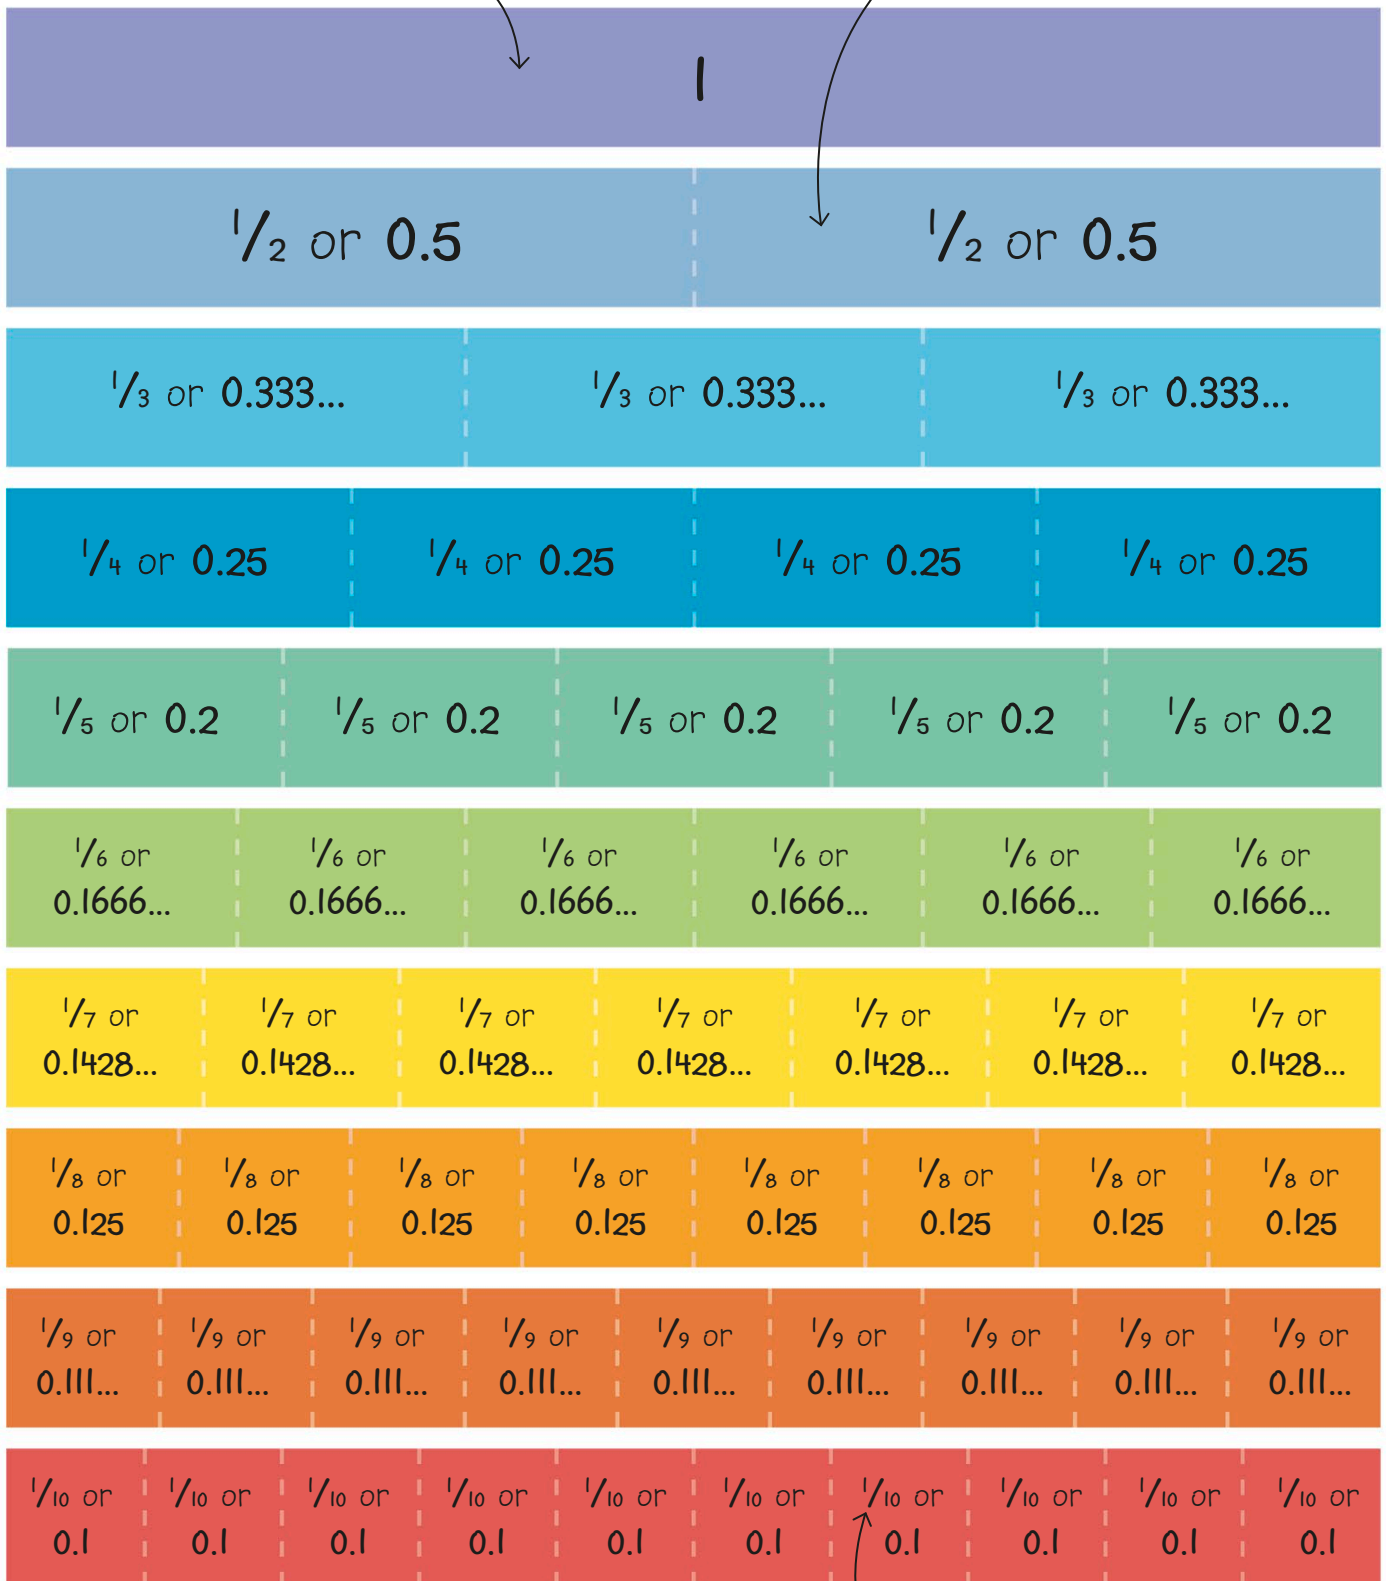 1
1/2 or 0.5 1/2 or 0.5
1/3 or 0.333... 1/3 or 0.333... 1/3 or 0.333...
1/4 or 0.25 1/4 or 0.25 1/4 or 0.25 1/4 or 0.25
1/5 or 0.2 1/5 or 0.2 1/5 or 0.2 1/5 or 0.2 1/5 or 0.2
1/6 or 1/6 or 1/6 or 1/6 or 1/6 or 1/6 or
0.1666... 0.1666... 0.1666... 0.1666... 0.1666... 0.1666...
1/7 or 1/7 or 1/7 or 1/7 or 1/7 or 1/7 or 1/7 or
0.1428... 0.1428... 0.1428... 0.1428... 0.1428... 0.1428... 0.1428...
1/8 or 1/8 or 1/8 or 1/8 or 1/8 or 1/8 or 1/8 or 1/8 or
0.125 0.125 0.125 0.125 0.125 0.125 0.125 0.125
1/9 or 1/9 or 1/9 or 1/9 or 1/9 or 1/9 or 1/9 or 1/9 or 1/9 or
0.111... 0.111... 0.111... 0.111... 0.111... 0.111... 0.111... 0.111... 0.111...
1/10 or 1/10 or 1/10 or 1/10 or 1/10 or 1/10 or 1/10 or 1/10 or 1/10 or 1/10 or
0.1 0.1 0.1 0.1 0.1 0.1 0.1 0.1 0.1 0.1